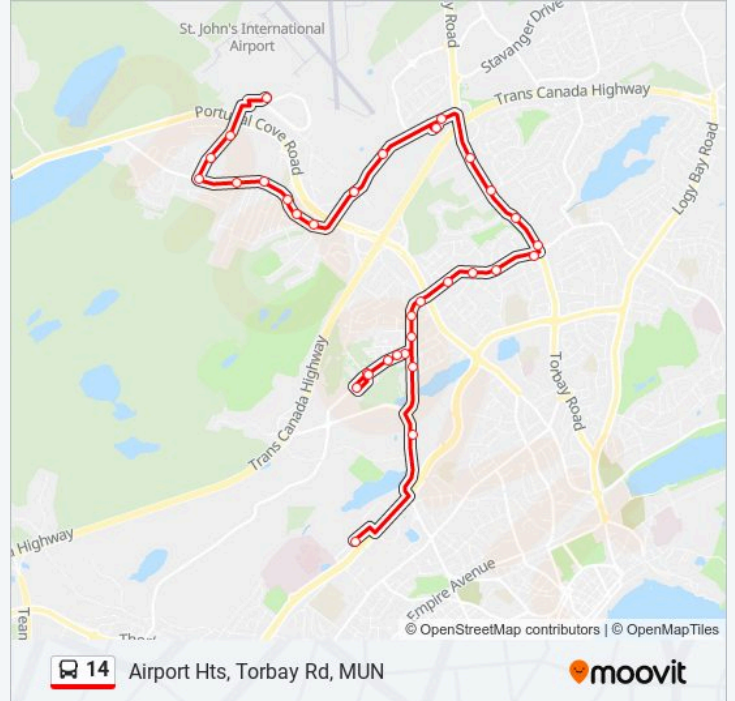 St. John's International
Airport
y Road
Stavanger Drive
Trans Canada Highway
Portugal Cove Road
Logy Bay Road
Trans Canada Highway
Torbay Road
a Highway
Empire Avenue
Tean
Thor
© OpenStreetMap contributors | © OpenMapTiles
14 Airport Hts, Torbay Rd, MUN
moovit